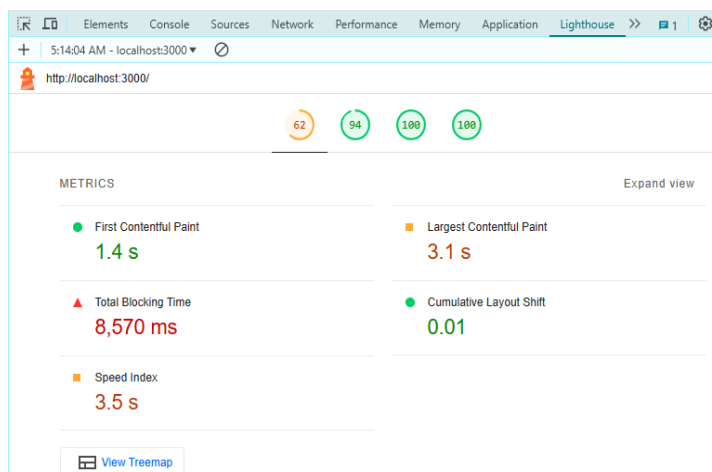 Elements Console Sources Network Performance Memory Application Lighthouse 1
5:14:04 AM - localhost:3000
http://localhost:3000/
62 94 100 100
METRICS Expand view
First Contentful Paint
1.4 s
Largest Contentful Paint
3.1 s
Total Blocking Time
8,570 ms
Cumulative Layout Shift
0.01
Speed Index
3.5 s
View Treemap